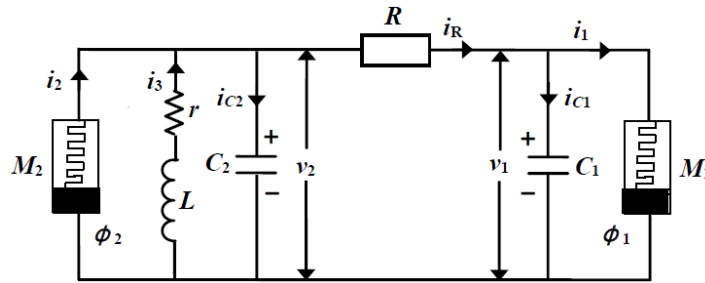 R
i_R
i_1
i_2
i_3
r
i_C2
+
C_2
−
v_2
v_1
i_C1
+
C_1
−
M_2
L
ϕ_2
ϕ_1
M